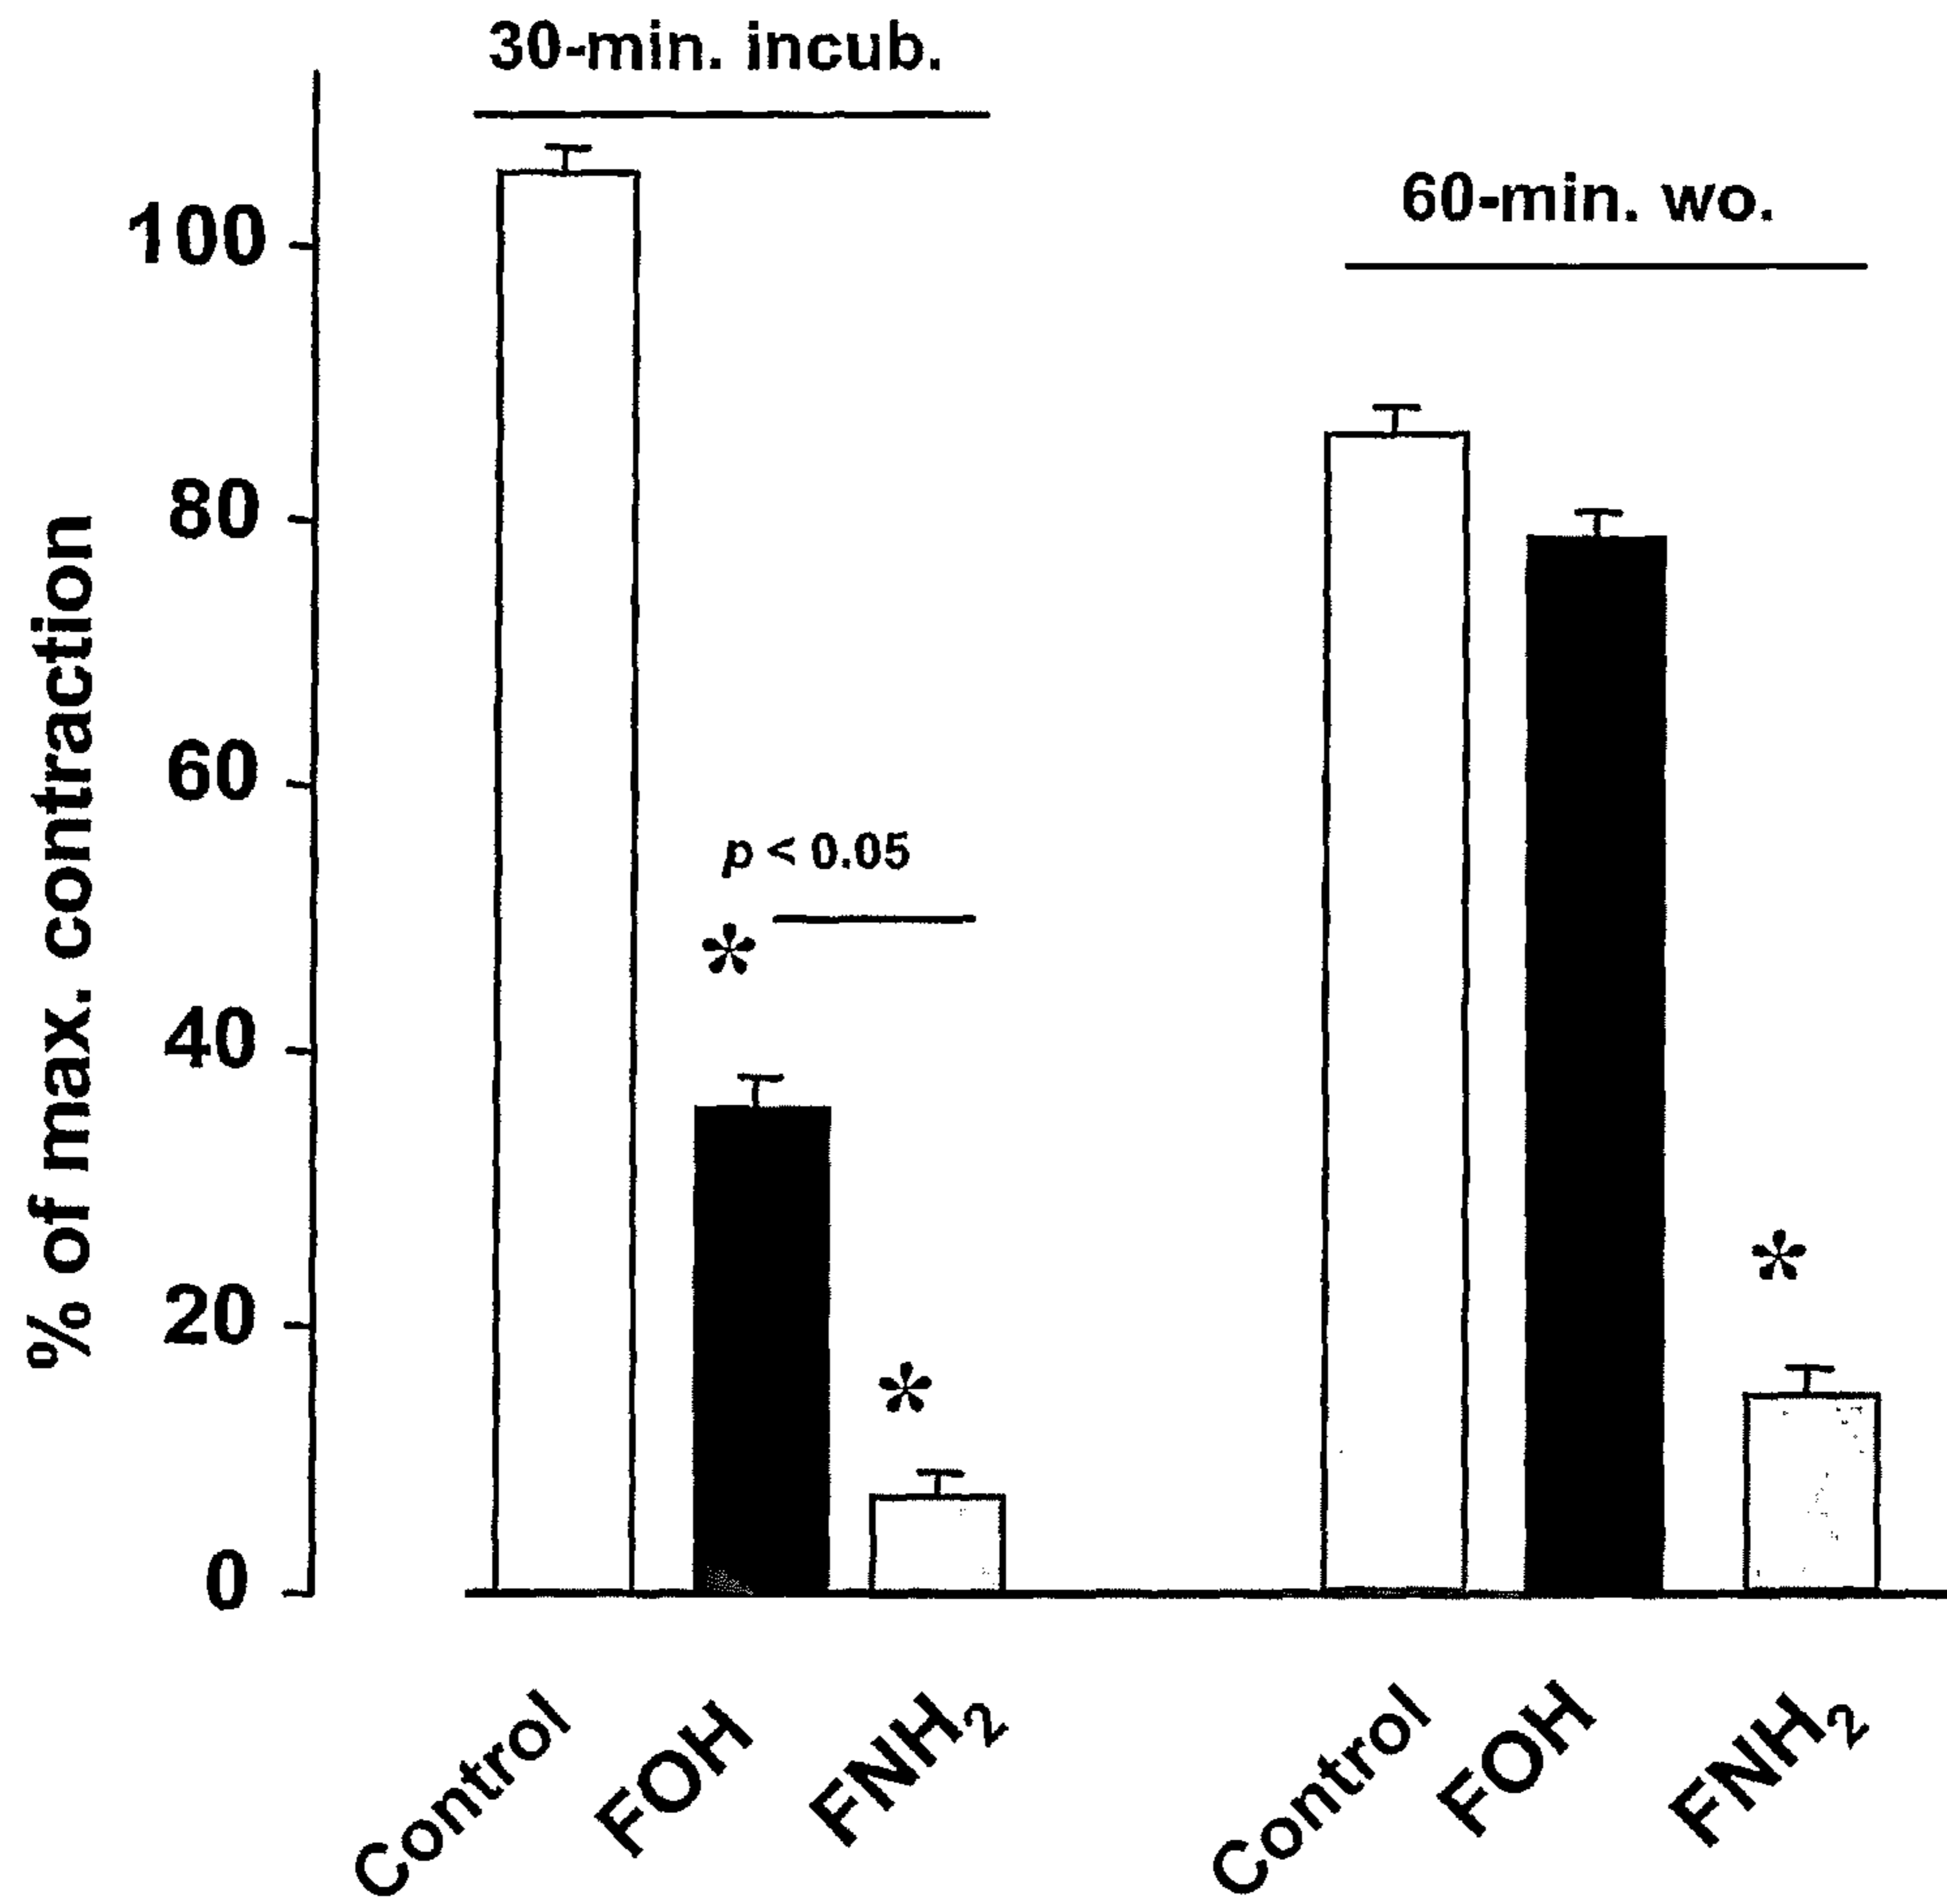 30-min. incub.
60-min. wo.
% of max. contraction
100
80
60
40
20
0
p < 0.05
*
*
*
Control
FOH
FNH₂
Control
FOH
FNH₂